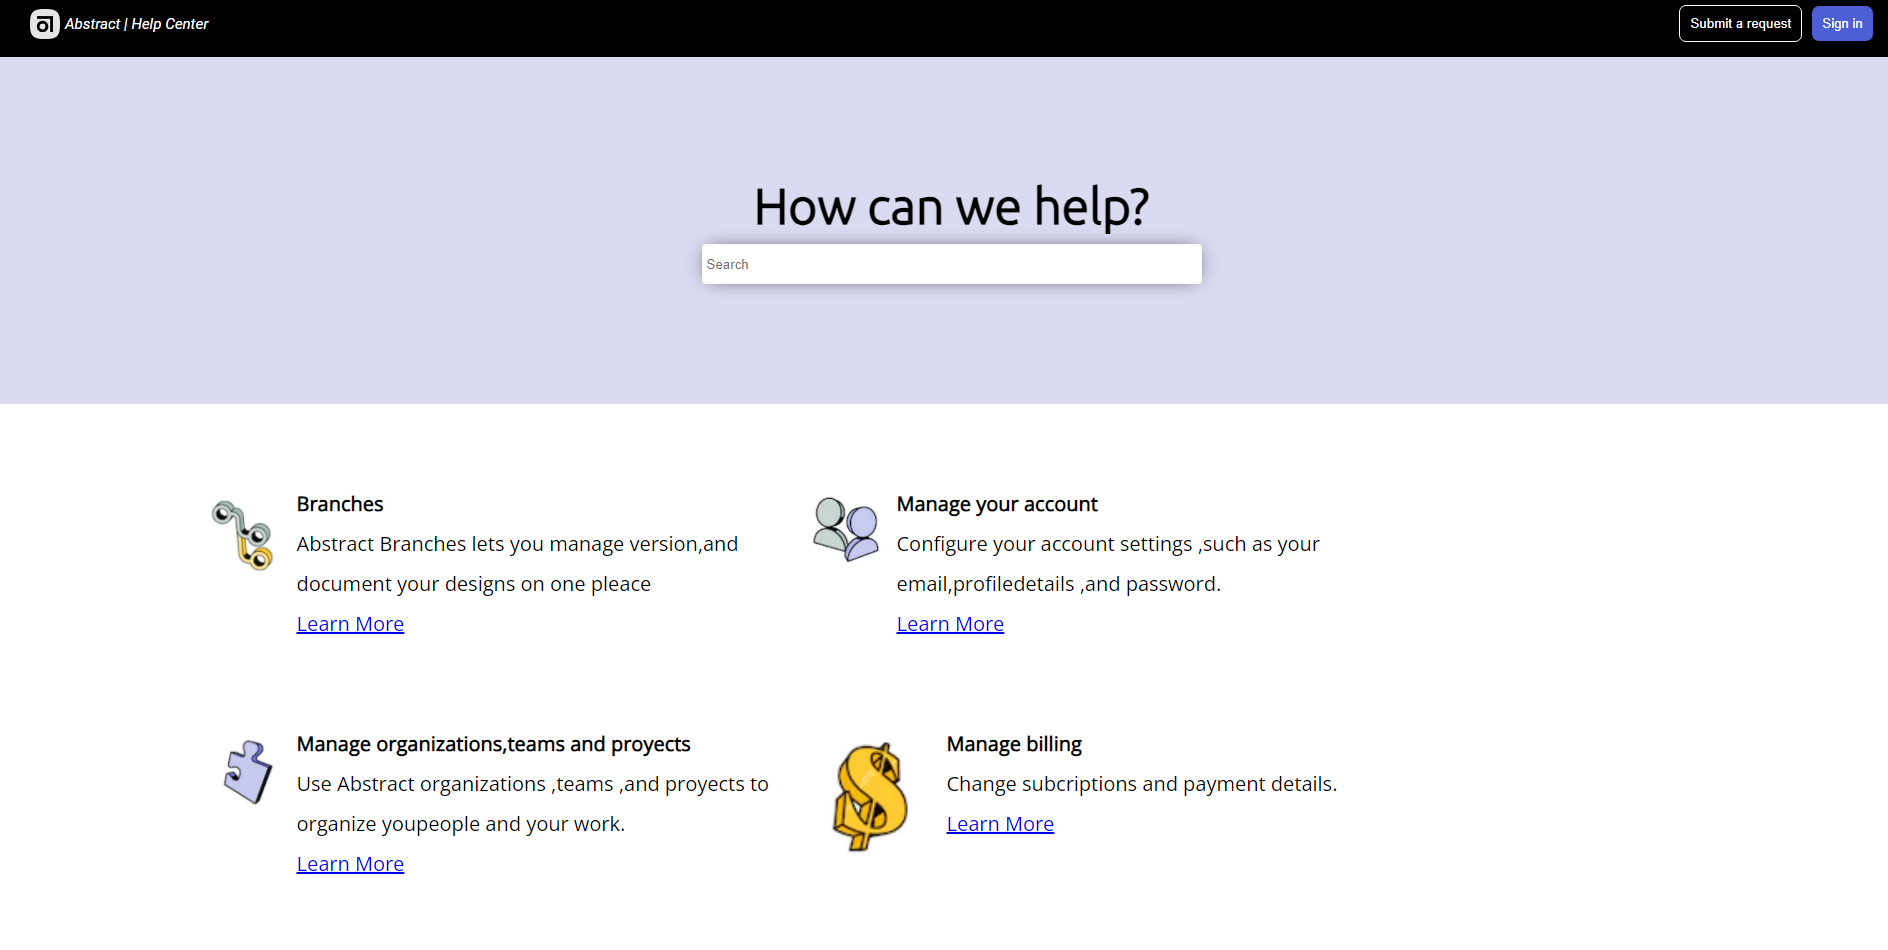 Abstract | Help Center
Submit a request
Sign in
How can we help?
Search
Branches
Abstract Branches lets you manage version,and
document your designs on one pleace
Learn More
Manage your account
Configure your account settings ,such as your
email,profiledetails ,and password.
Learn More
Manage organizations,teams and proyects
Use Abstract organizations ,teams ,and proyects to
organize youpeople and your work.
Learn More
Manage billing
Change subcriptions and payment details.
Learn More